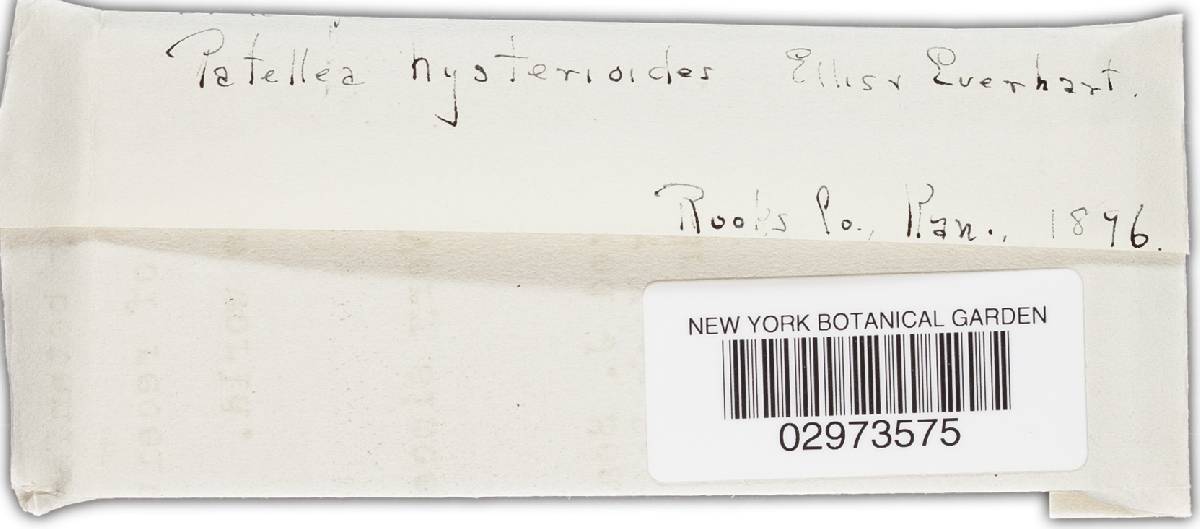 Patellea hysterioides Ellis & Everhart.
Rooks Co., Kan., 1896.
NEW YORK BOTANICAL GARDEN
02973575